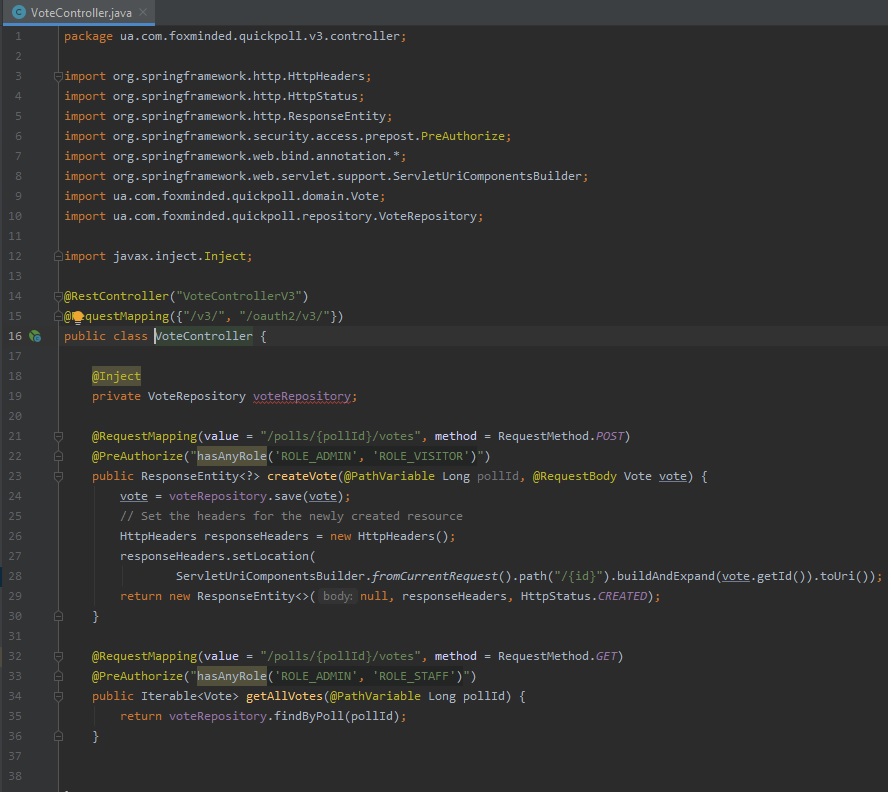 VoteController.java
1 package ua.com.foxminded.quickpoll.v3.controller;
2
3 import org.springframework.http.HttpHeaders;
4 import org.springframework.http.HttpStatus;
5 import org.springframework.http.ResponseEntity;
6 import org.springframework.security.access.prepost.PreAuthorize;
7 import org.springframework.web.bind.annotation.*;
8 import org.springframework.web.servlet.support.ServletUriComponentsBuilder;
9 import ua.com.foxminded.quickpoll.domain.Vote;
10 import ua.com.foxminded.quickpoll.repository.VoteRepository;
11
12 import javax.inject.Inject;
13
14 @RestController("VoteControllerV3")
15 @RequestMapping({"/v3/", "/oauth2/v3/"})
16 public class VoteController {
17
18 @Inject
19 private VoteRepository voteRepository;
20
21 @RequestMapping(value = "/polls/{pollId}/votes", method = RequestMethod.POST)
22 @PreAuthorize("hasAnyRole('ROLE_ADMIN', 'ROLE_VISITOR')")
23 public ResponseEntity<?> createVote(@PathVariable Long pollId, @RequestBody Vote vote) {
24 vote = voteRepository.save(vote);
25 // Set the headers for the newly created resource
26 HttpHeaders responseHeaders = new HttpHeaders();
27 responseHeaders.setLocation(
28 ServletUriComponentsBuilder.fromCurrentRequest().path("/{id}").buildAndExpand(vote.getId()).toUri());
29 return new ResponseEntity<>( body: null, responseHeaders, HttpStatus.CREATED);
30 }
31
32 @RequestMapping(value = "/polls/{pollId}/votes", method = RequestMethod.GET)
33 @PreAuthorize("hasAnyRole('ROLE_ADMIN', 'ROLE_STAFF')")
34 public Iterable<Vote> getAllVotes(@PathVariable Long pollId) {
35 return voteRepository.findByPoll(pollId);
36 }
37
38